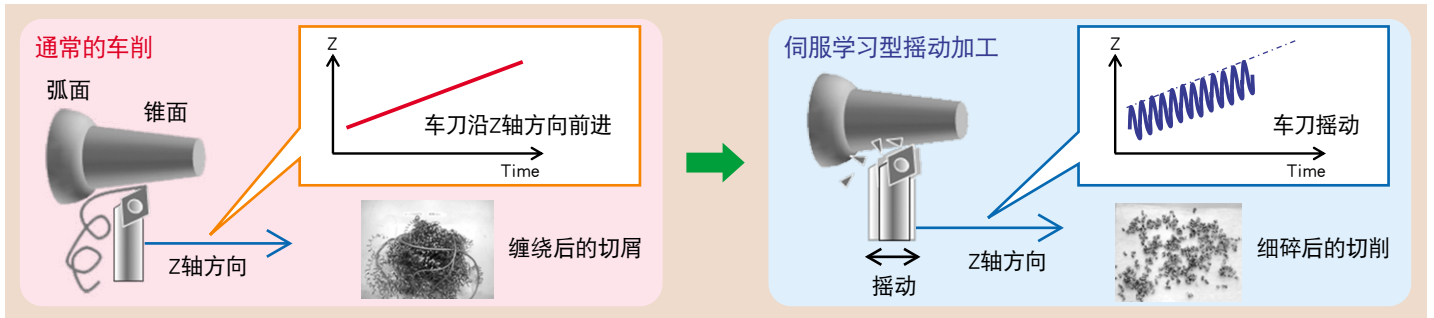 通常的车削
弧面
锥面
Z
车刀沿Z轴方向前进
Time
Z轴方向
缠绕后的切屑
伺服学习型摇动加工
Z
车刀摇动
Time
Z轴方向
摇动
细碎后的切削